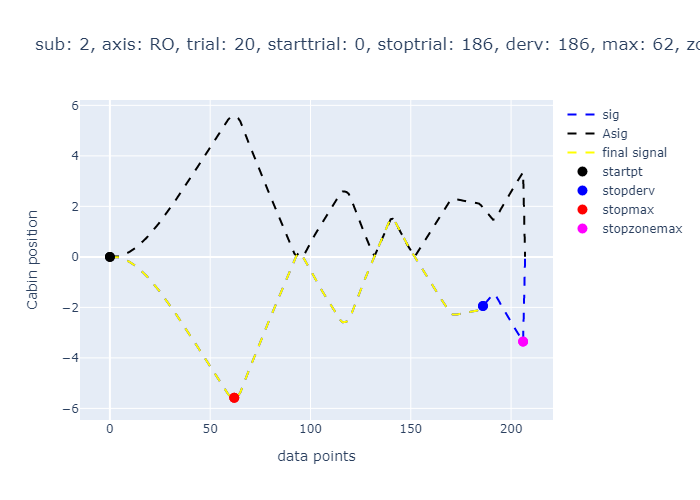 sub: 2, axis: RO, trial: 20, starttrial: 0, stoptrial: 186, derv: 186, max: 62, zo
6
4
2
0
−2
−4
−6
Cabin position
0
50
100
150
200
data points
sig
Asig
final signal
startpt
stopderv
stopmax
stopzonemax